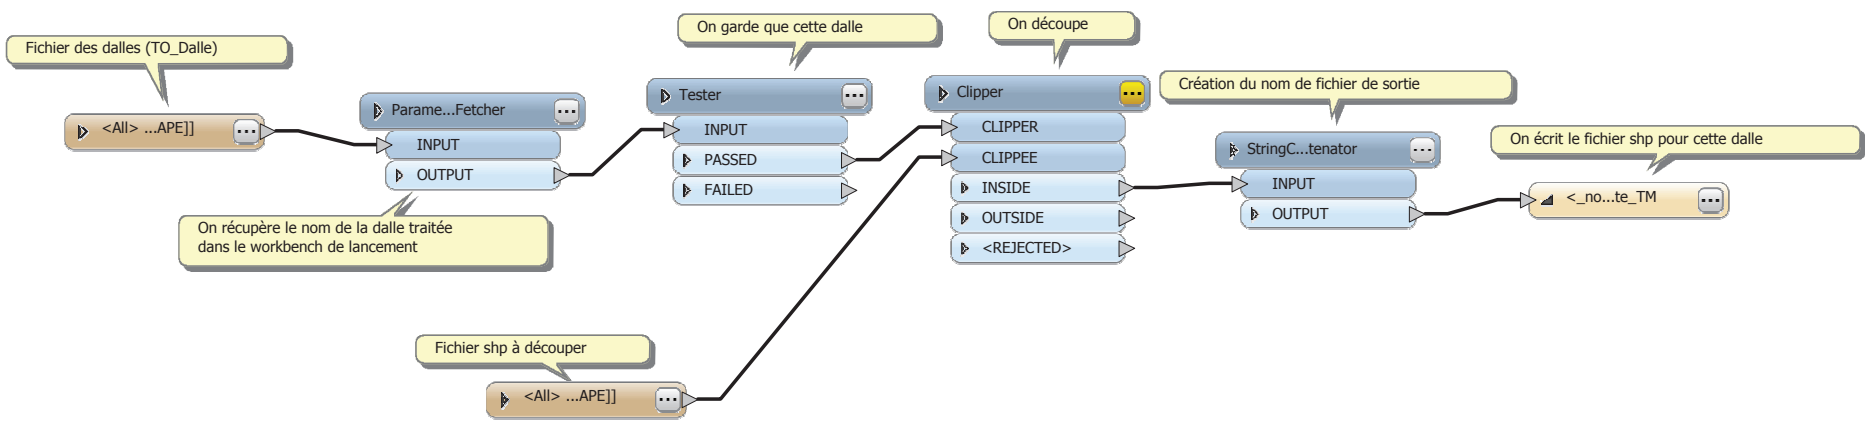 Fichier des dalles (TO_Dalle)
<All> ...APE]]
Parame...Fetcher
INPUT
OUTPUT
On récupère le nom de la dalle traitée
dans le workbench de lancement
On garde que cette dalle
Tester
INPUT
PASSED
FAILED
On découpe
Clipper
CLIPPER
CLIPPEE
INSIDE
OUTSIDE
<REJECTED>
Création du nom de fichier de sortie
StringC...tenator
INPUT
OUTPUT
On écrit le fichier shp pour cette dalle
<_no...te_TM
Fichier shp à découper
<All> ...APE]]